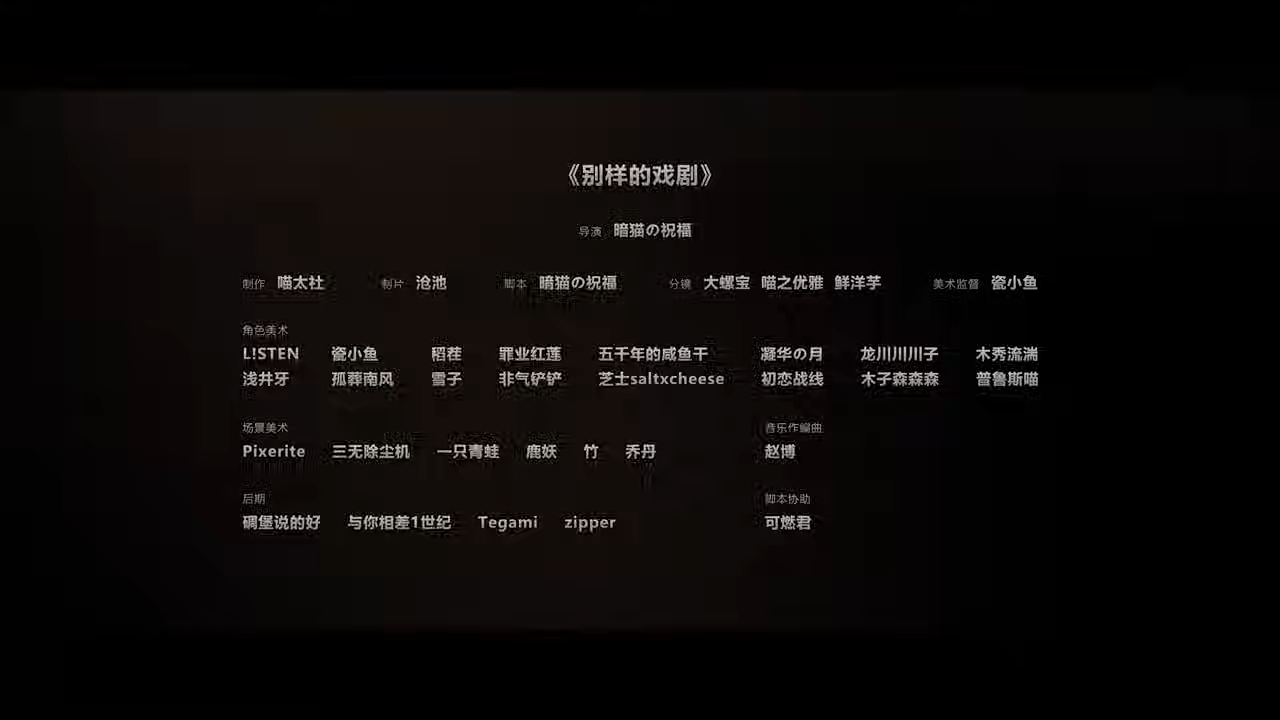 《别样的戏剧》
导演 暗猫の祝福
制作 喵太社 制片 沧池 脚本 暗猫の祝福 分镜 大螺宝 喵之优雅 鲜洋芋 美术监督 瓷小鱼
角色美术
L!STEN 瓷小鱼 稻茬 罪业红莲 五千年的咸鱼干 凝华の月 龙川川川子 木秀流湍
浅井牙 孤葬南风 雪子 非气铲铲 芝士saltxcheese 初恋战线 木子森森森 普鲁斯喵
场景美术 音乐作编曲
Pixerite 三无除尘机 一只青蛙 鹿妖 竹 乔丹 赵博
后期 脚本协助
碉堡说的好 与你相差1世纪 Tegami zipper 可燃君